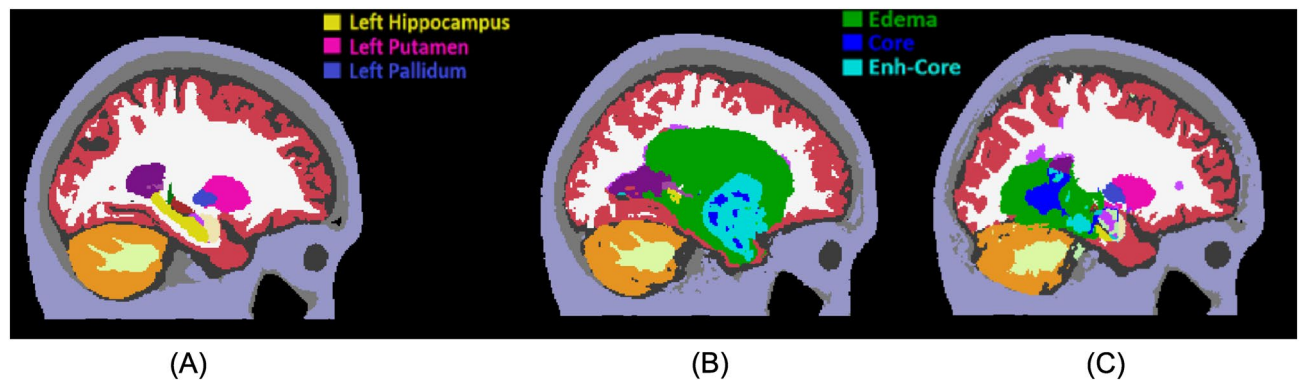 Left Hippocampus
Left Putamen
Left Pallidum
Edema
Core
Enh-Core
(A)
(B)
(C)